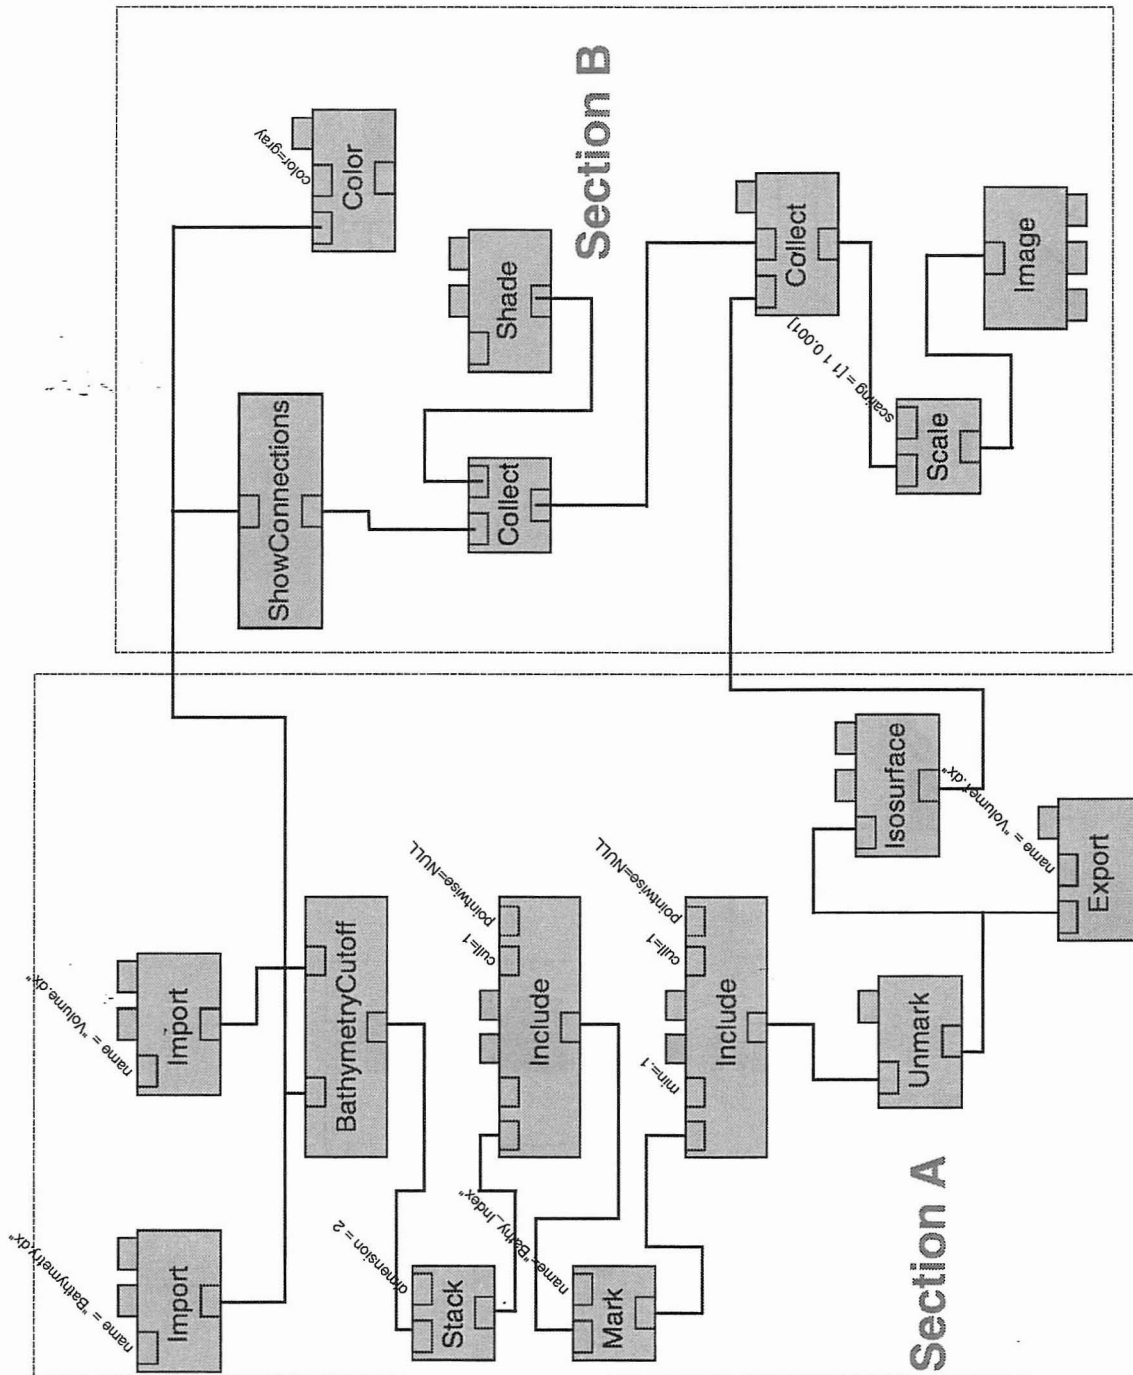 name = "Bathymetry.dx"
Import
name = "Volume.dx"
Import
BathymetryCutoff
dimension = 2
Stack
pointwise=NULL
cull=1
Include
name="Bathy_Index"
Mark
pointwise=NULL
cull=1
min=.1
Include
Unmark
Isosurface
name = "Volume1.dx"
Export
Section A
ShowConnections
color=gray
Color
Shade
Collect
Section B
Collect
scaling = [1 1 0.001]
Scale
Image